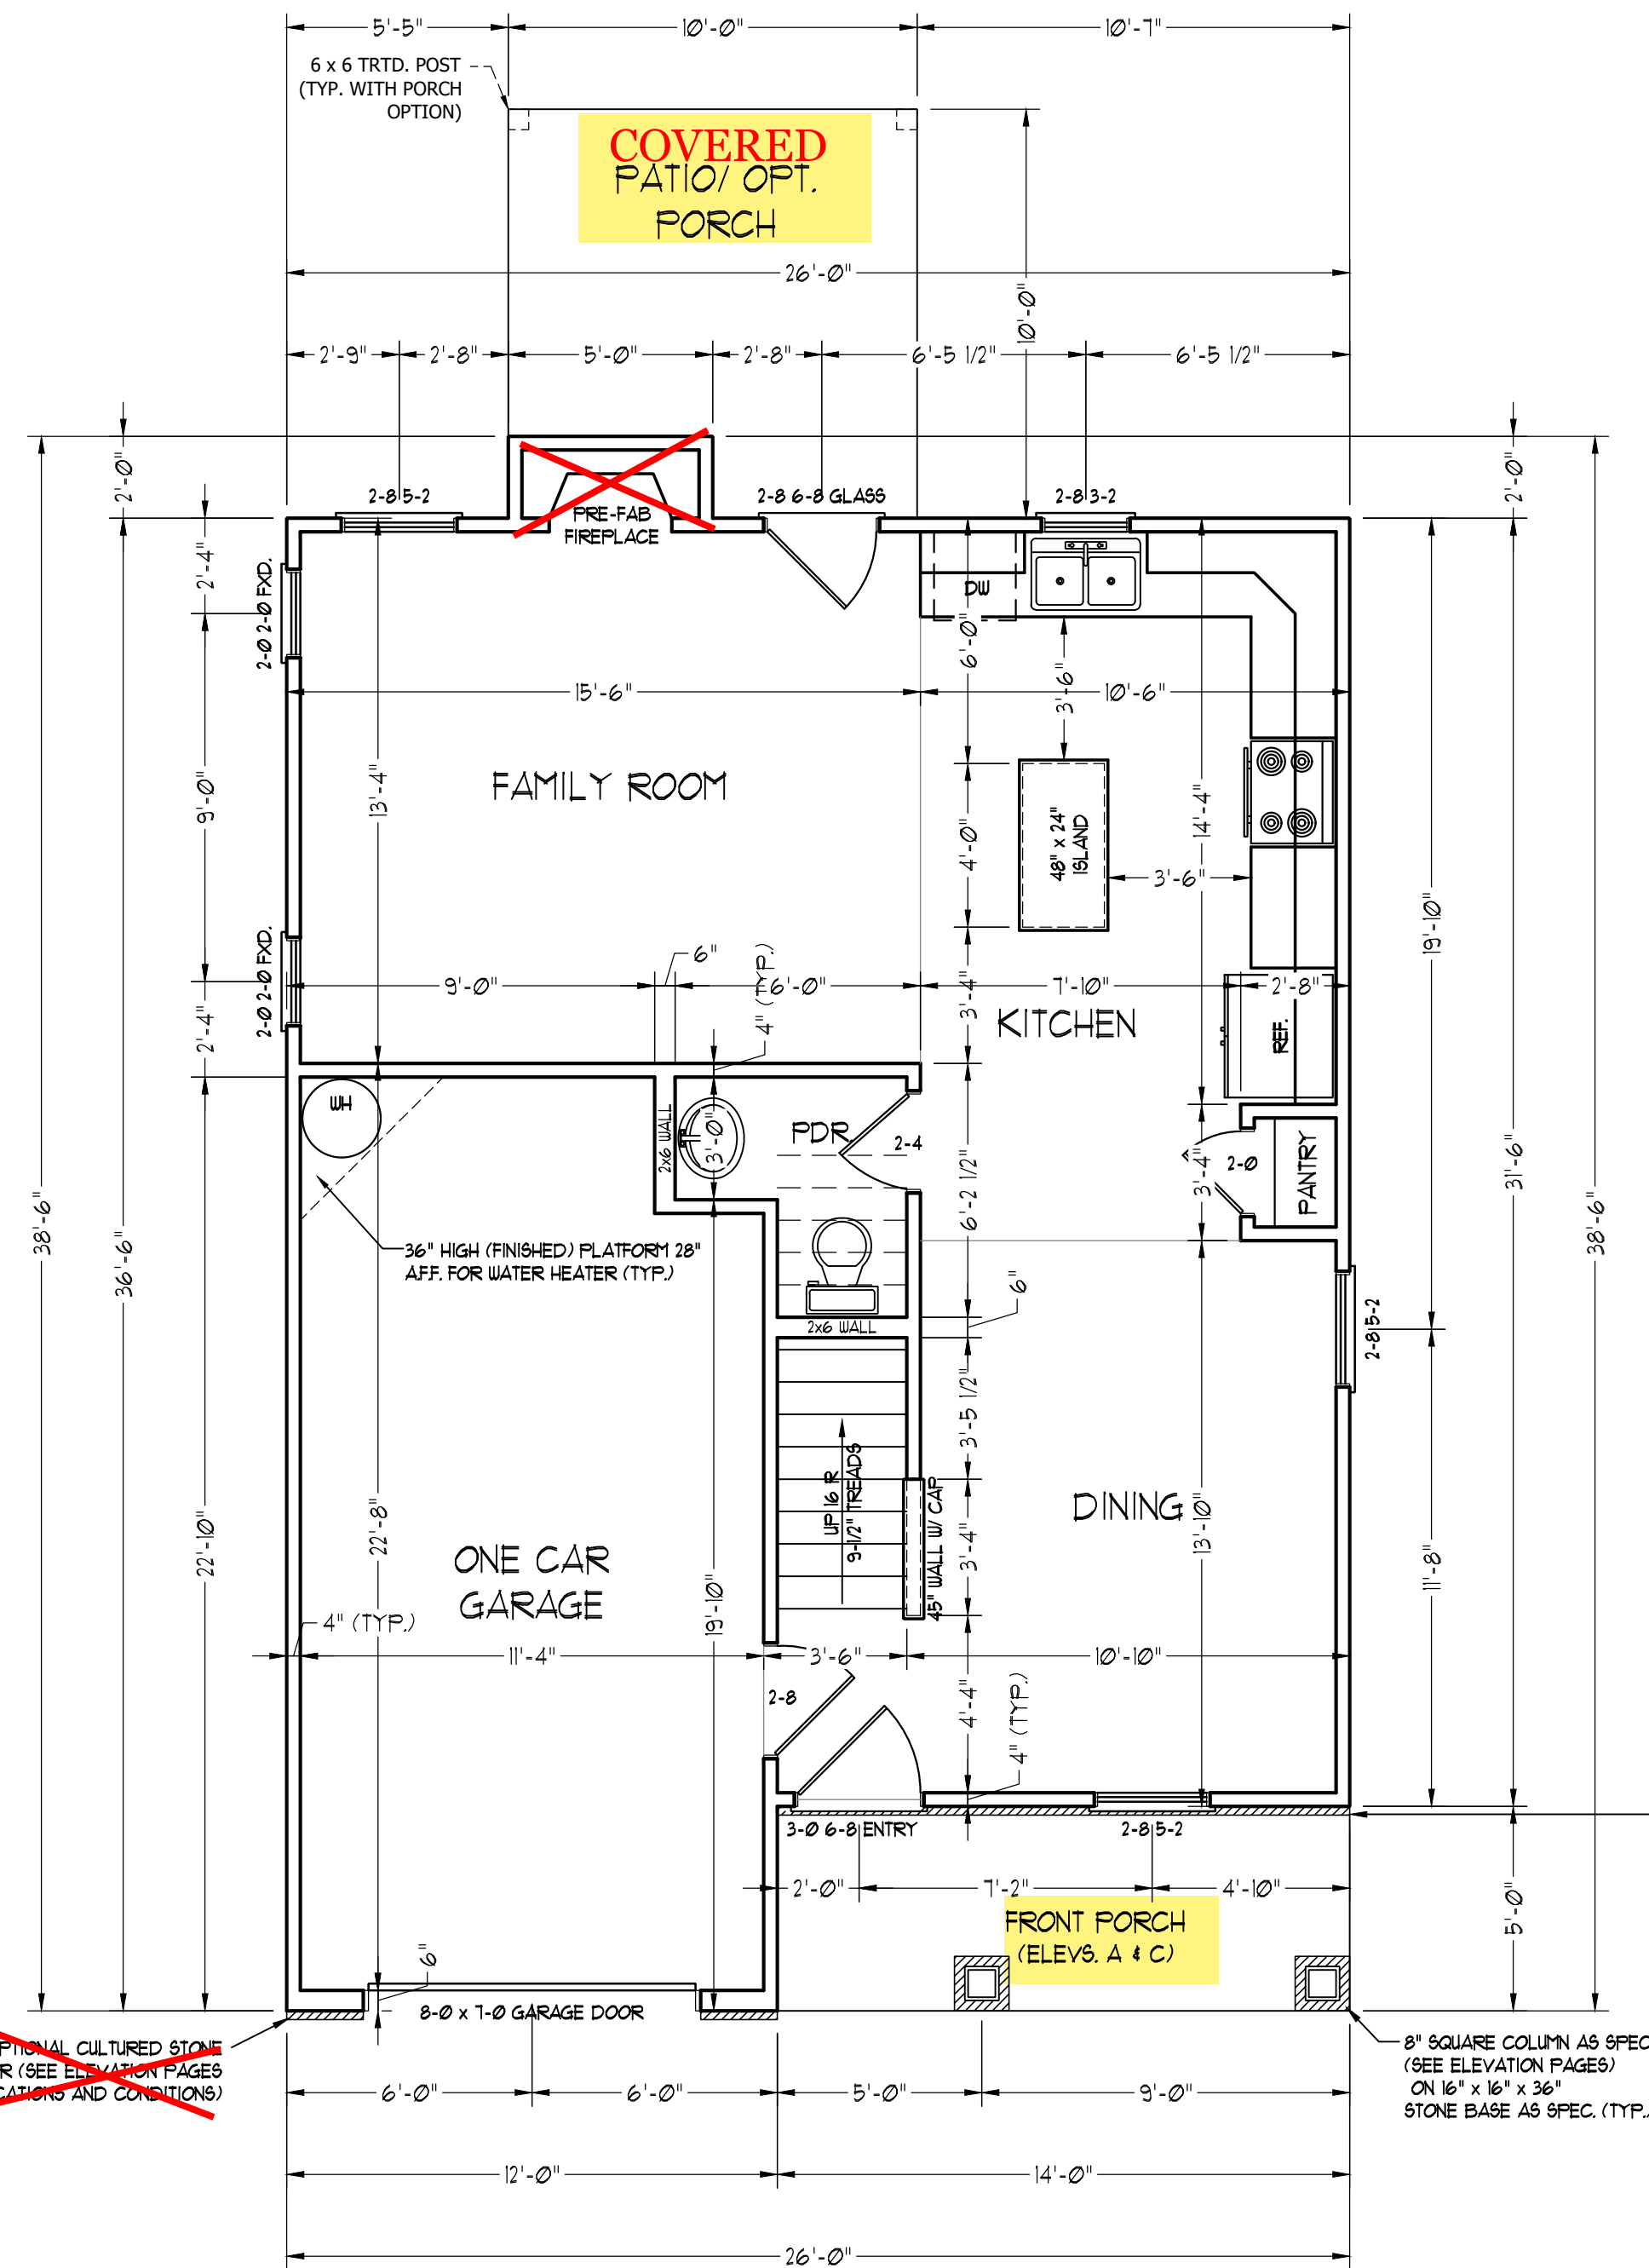 5'-5" 10'-0" 10'-7"
6 x 6 TRTD. POST
(TYP. WITH PORCH
OPTION)
COVERED
PATIO/ OPT.
PORCH
26'-0"
10'-0"
2'-9" 2'-8" 5'-0" 2'-8" 6'-5 1/2" 6'-5 1/2"
2'-0"
2'-0"
2-8 5-2
2-8 6-8 GLASS
2-8 3-2
PRE-FAB
FIREPLACE
2'-4"
2-0 2-0 FXD.
DW
6'-0"
3'-6"
15'-6" 10'-6"
FAMILY ROOM
13'-4"
9'-0"
4'-0"
48" x 24"
ISLAND
14'-4"
3'-6"
19'-10"
2-0 2-0 FXD.
2'-4"
9'-0" 6" 6'-0" 7'-10" 2'-8"
4" (TYP.)
3'-4"
KITCHEN
REF.
WH
2x6 WALL
3'-0"
PDR.
2-4
6'-2 1/2"
3'-4"
2-0
PANTRY
38'-6"
36'-6"
31'-6"
38'-6"
36" HIGH (FINISHED) PLATFORM 28"
A.F.F. FOR WATER HEATER (TYP.)
6"
2x6 WALL
2-8 5-2
3'-5 1/2"
UP 16 R
9-1/2" TREADS
45" WALL W/ CAP
3'-4"
DINING
13'-10"
11'-8"
22'-10"
22'-8"
ONE CAR
GARAGE
19'-10"
4" (TYP.)
11'-4" 3'-6" 10'-10"
2-8
4'-4"
4" (TYP.)
3-0 6-8 ENTRY
2-8 5-2
2'-0" 7'-2" 4'-10"
FRONT PORCH
(ELEVS. A & C)
5'-0"
6"
8-0 x 7-0 GARAGE DOOR
PTIONAL CULTURED STONE
R (SEE ELEVATION PAGES
CATIONS AND CONDITIONS)
8" SQUARE COLUMN AS SPEC
(SEE ELEVATION PAGES)
ON 16" x 16" x 36"
STONE BASE AS SPEC. (TYP.)
6'-0" 6'-0" 5'-0" 9'-0"
12'-0" 14'-0"
26'-0"